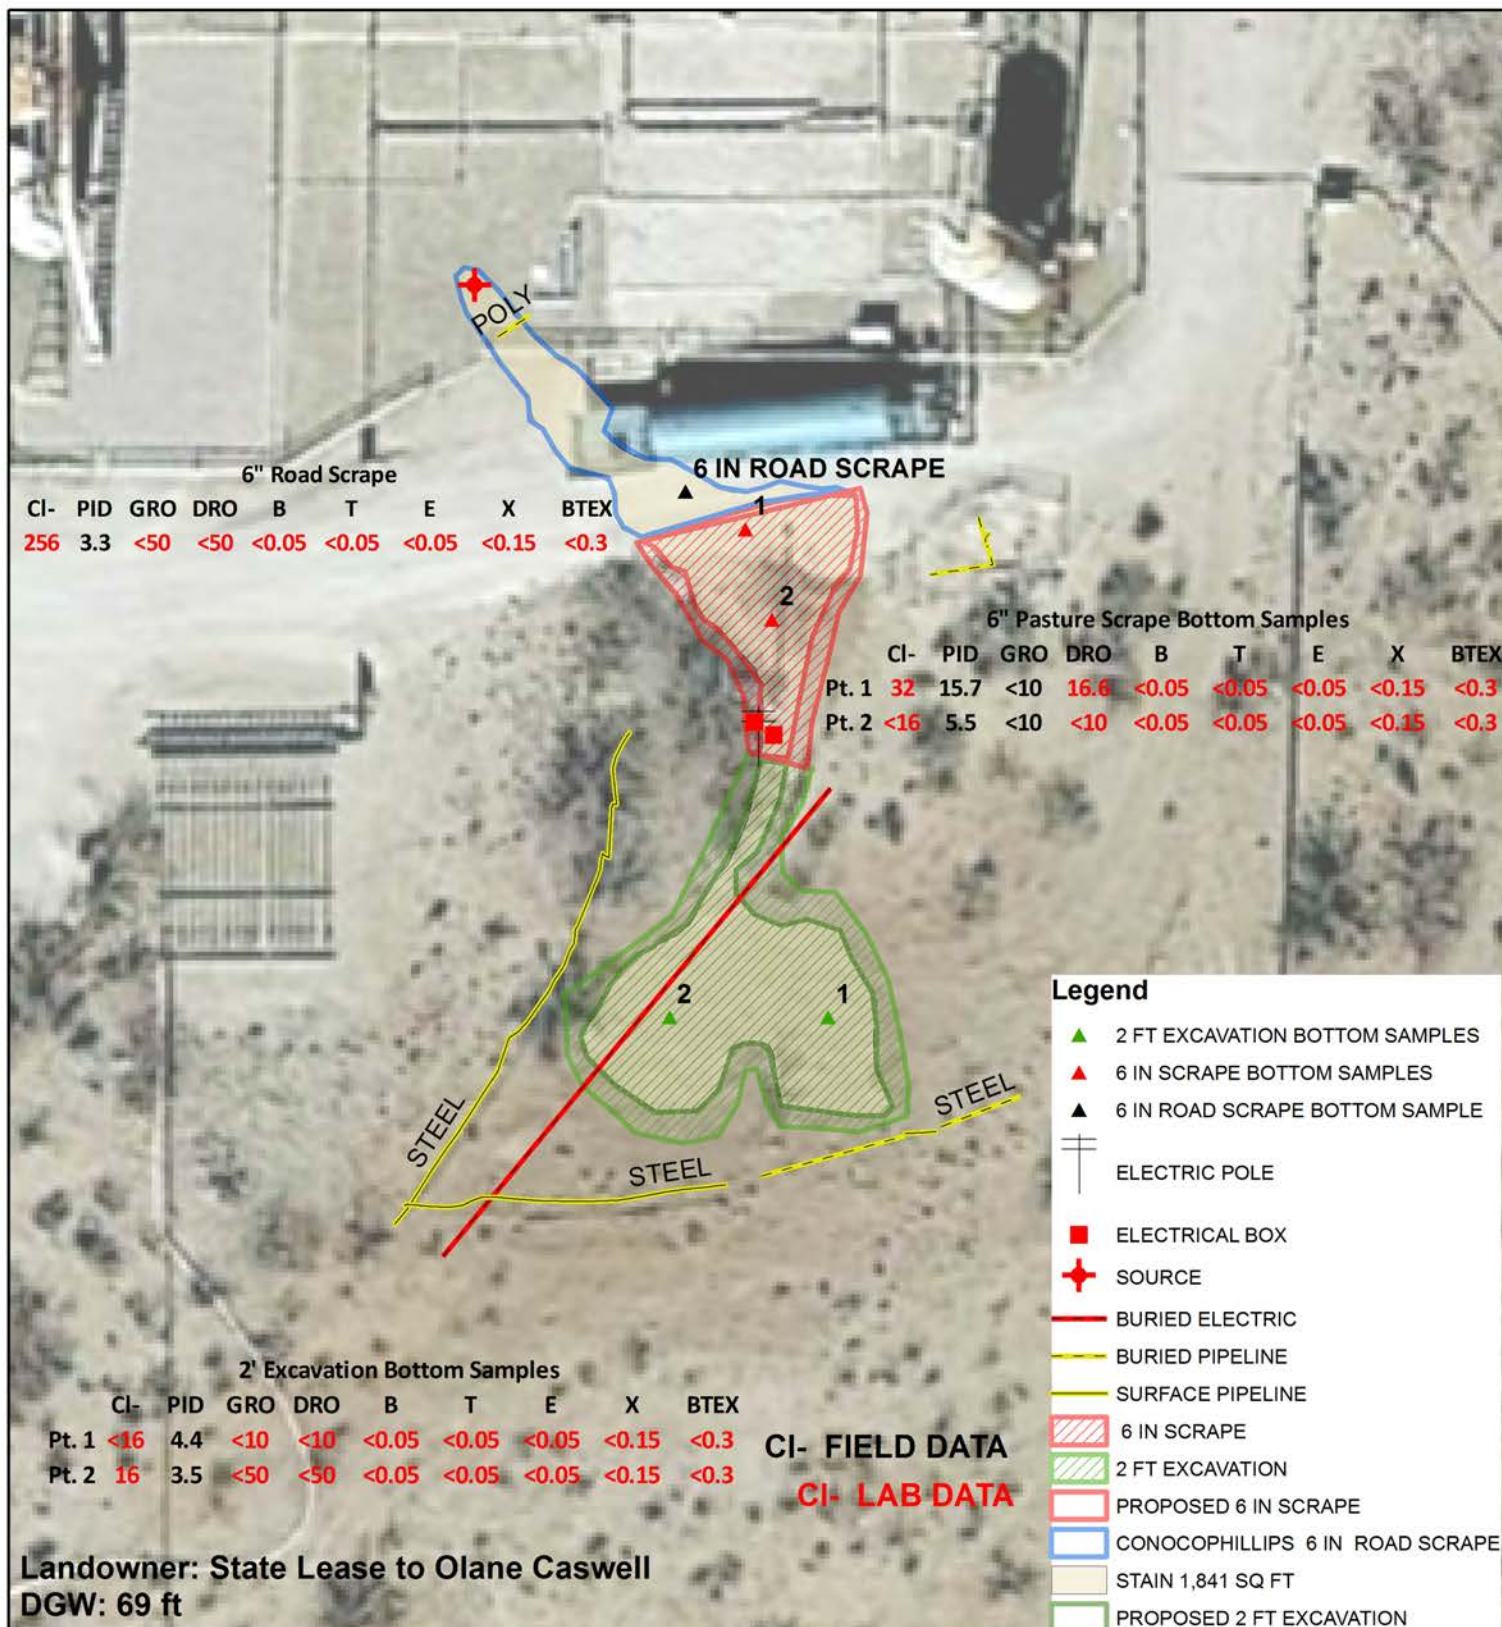 POLY
6 IN ROAD SCRAPE
6" Road Scrape
Cl- PID GRO DRO B T E X BTEX
256 3.3 <50 <50 <0.05 <0.05 <0.05 <0.15 <0.3
1
2
6" Pasture Scrape Bottom Samples
Cl- PID GRO DRO B T E X BTEX
Pt. 1 32 15.7 <10 16.6 <0.05 <0.05 <0.05 <0.15 <0.3
Pt. 2 <16 5.5 <10 <10 <0.05 <0.05 <0.05 <0.15 <0.3
2 1
STEEL
STEEL
STEEL
Legend
2 FT EXCAVATION BOTTOM SAMPLES
6 IN SCRAPE BOTTOM SAMPLES
6 IN ROAD SCRAPE BOTTOM SAMPLE
ELECTRIC POLE
ELECTRICAL BOX
SOURCE
BURIED ELECTRIC
BURIED PIPELINE
SURFACE PIPELINE
6 IN SCRAPE
2 FT EXCAVATION
PROPOSED 6 IN SCRAPE
CONOCOPHILLIPS 6 IN ROAD SCRAPE
STAIN 1,841 SQ FT
PROPOSED 2 FT EXCAVATION
2' Excavation Bottom Samples
Cl- PID GRO DRO B T E X BTEX
Pt. 1 <16 4.4 <10 <10 <0.05 <0.05 <0.05 <0.15 <0.3
Pt. 2 16 3.5 <50 <50 <0.05 <0.05 <0.05 <0.15 <0.3
Cl- FIELD DATA
Cl- LAB DATA
Landowner: State Lease to Olane Caswell
DGW: 69 ft